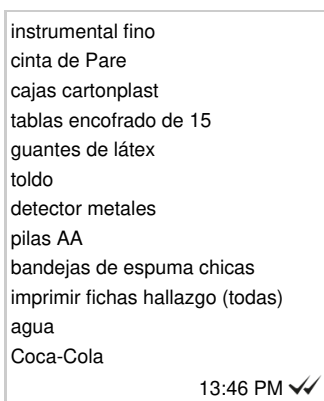 instrumental fino
cinta de Pare
cajas cartonplast
tablas encofrado de 15
guantes de látex
toldo
detector metales
pilas AA
bandejas de espuma chicas
imprimir fichas hallazgo (todas)
agua
Coca-Cola
13:46 PM